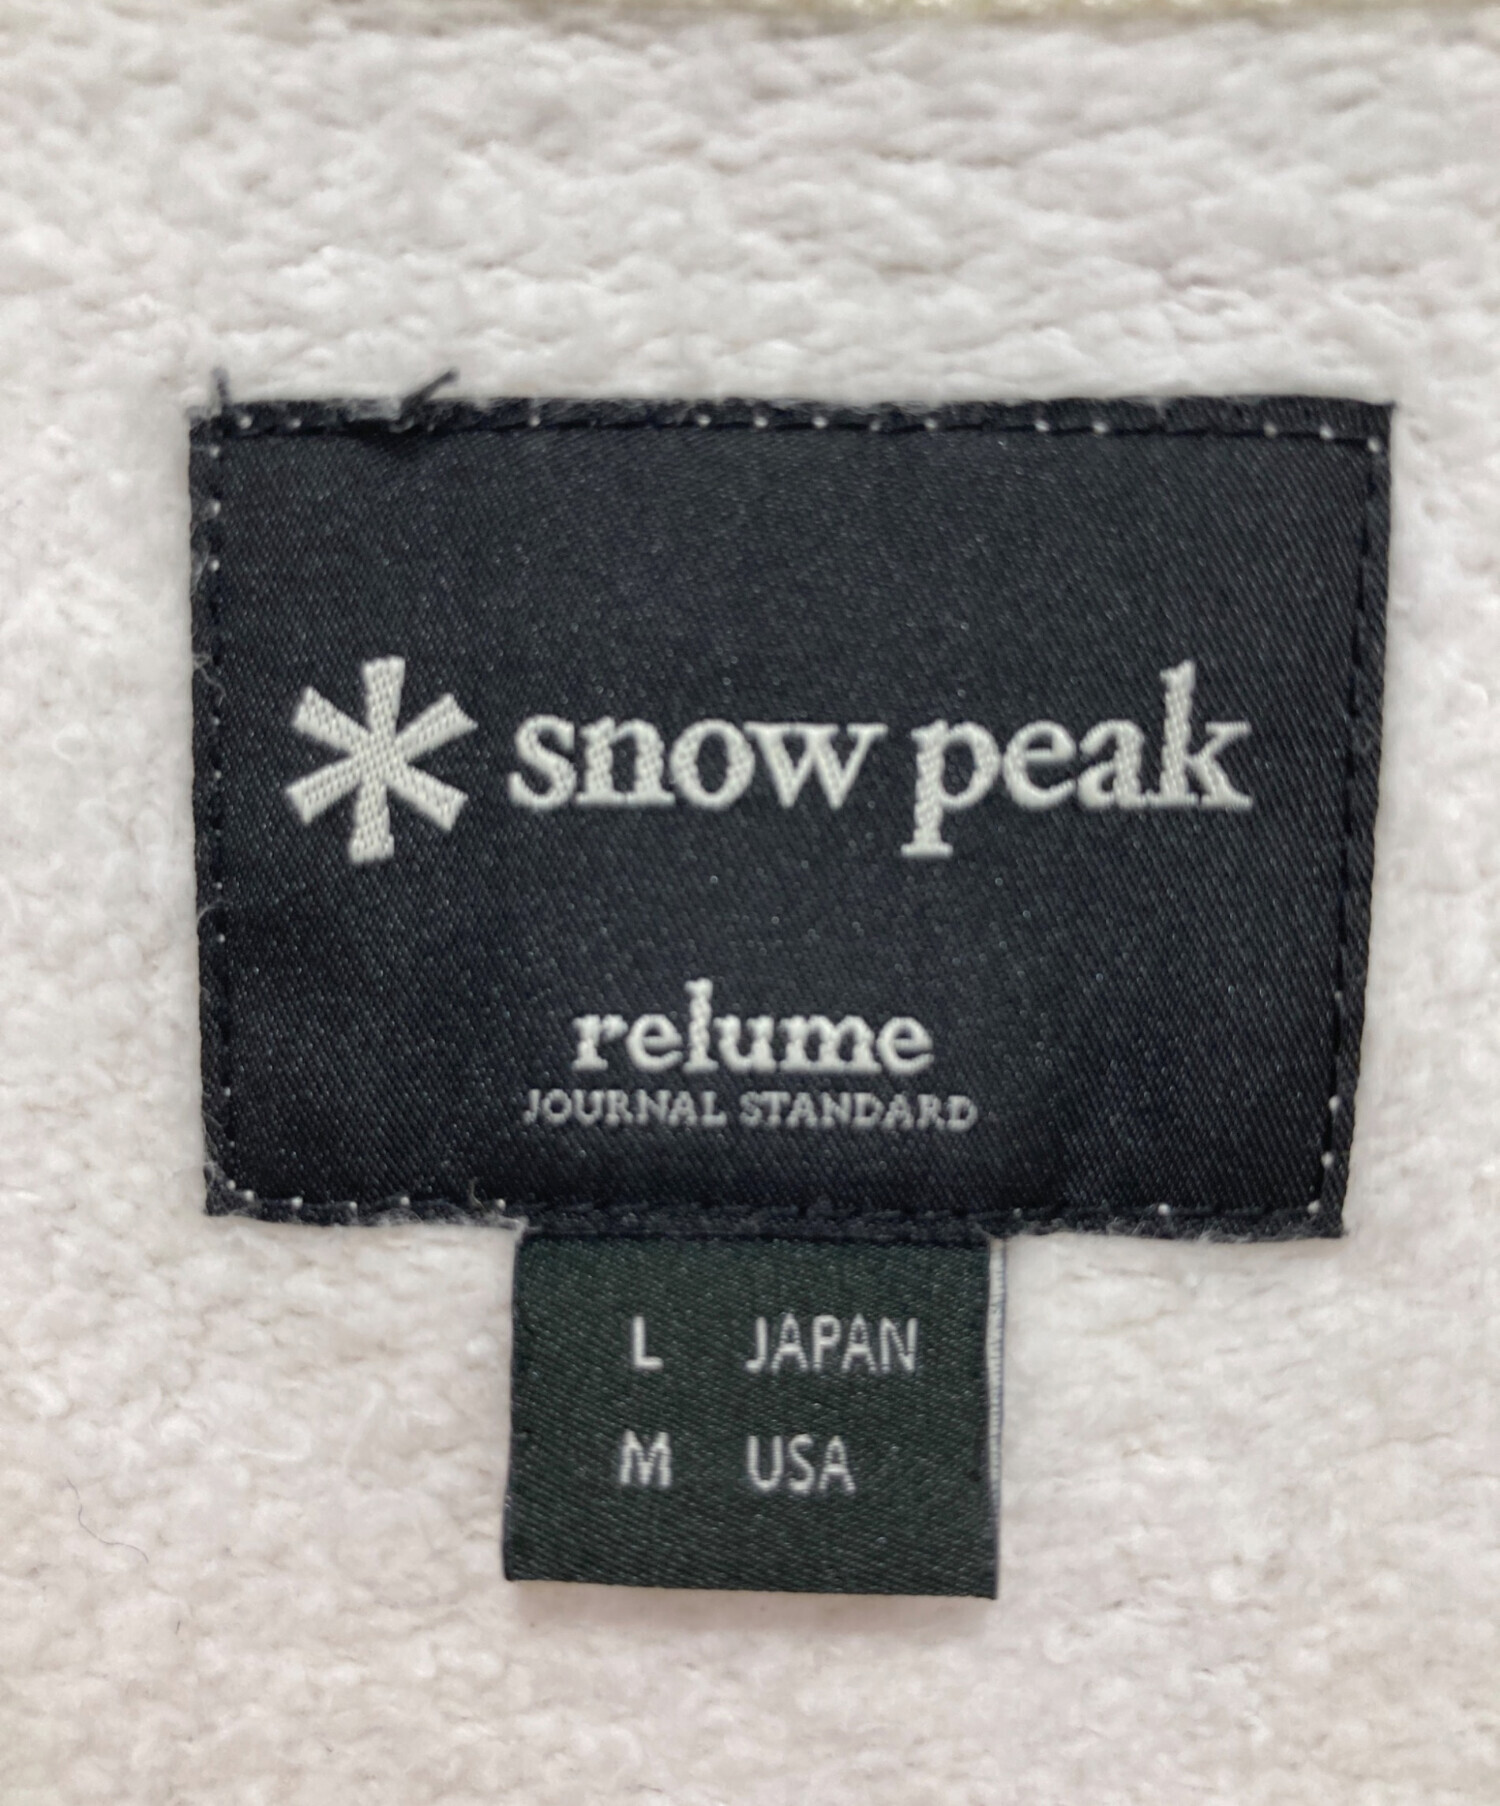 snow peak
relume
JOURNAL STANDARD
L JAPAN
M USA